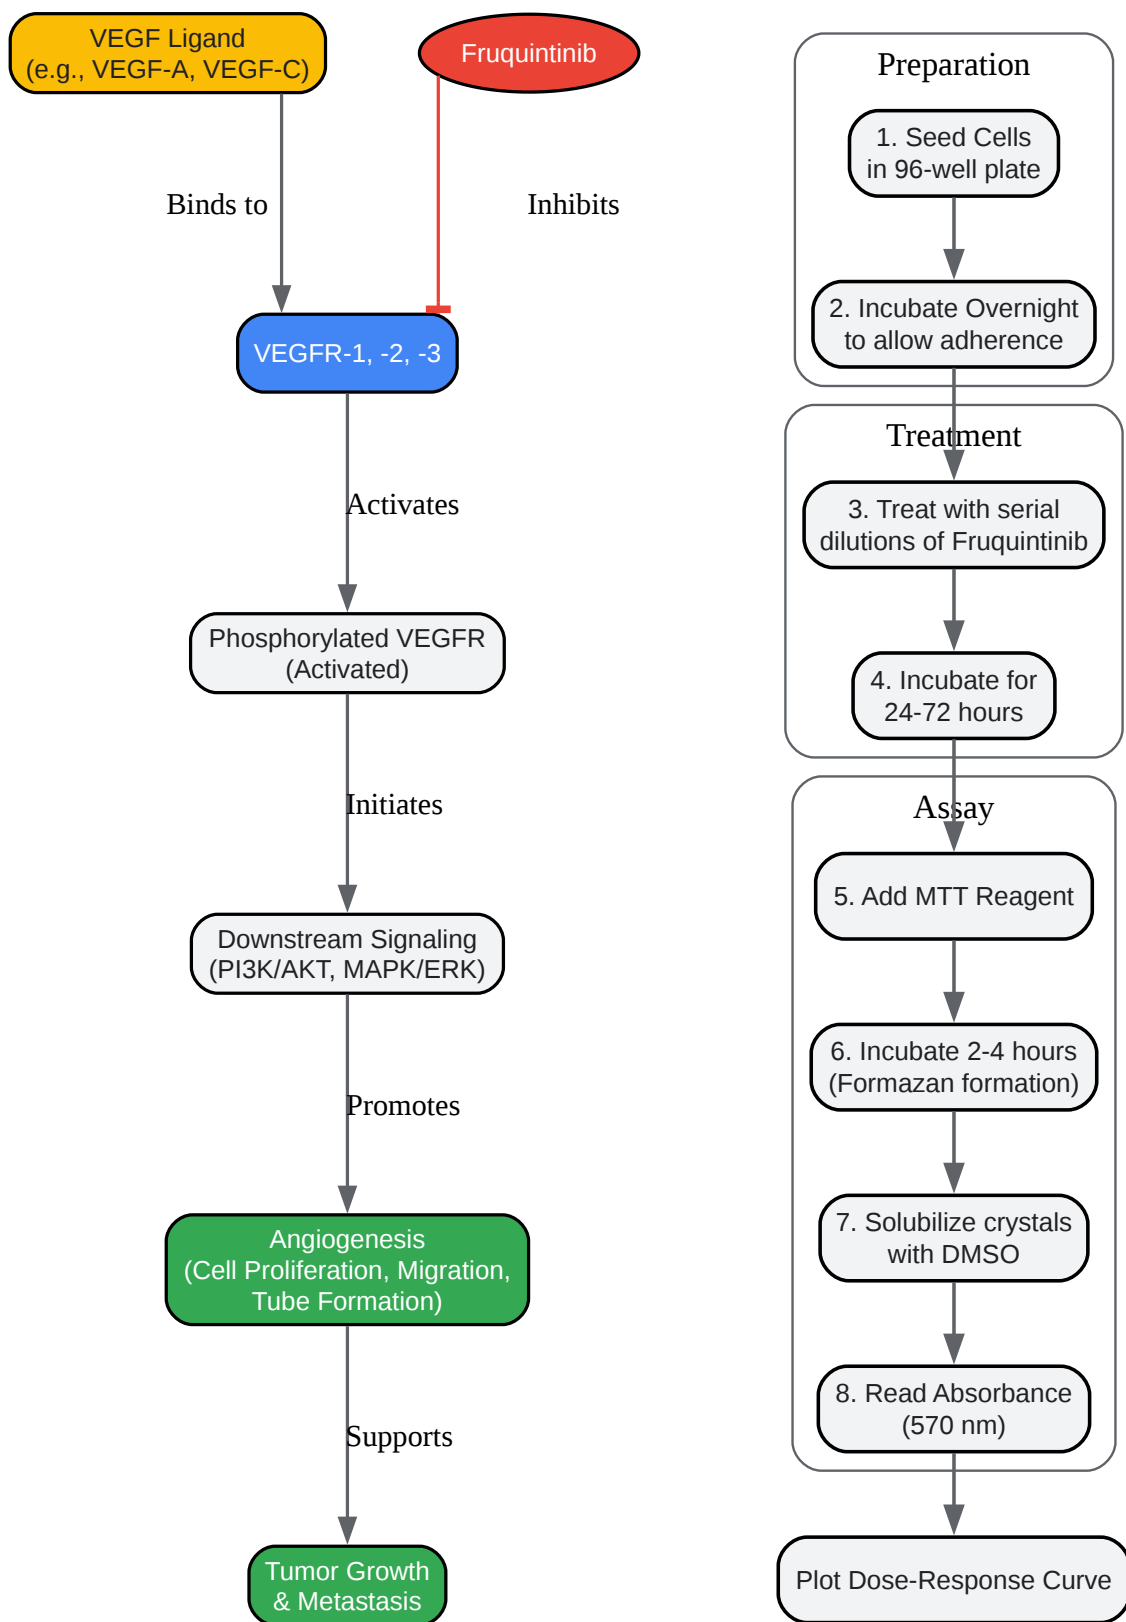 VEGF Ligand
(e.g., VEGF-A, VEGF-C)
Fruquintinib
Binds to
Inhibits
VEGFR-1, -2, -3
Activates
Phosphorylated VEGFR
(Activated)
Initiates
Downstream Signaling
(PI3K/AKT, MAPK/ERK)
Promotes
Angiogenesis
(Cell Proliferation, Migration,
Tube Formation)
Supports
Tumor Growth
& Metastasis
Preparation
1. Seed Cells
in 96-well plate
2. Incubate Overnight
to allow adherence
Treatment
3. Treat with serial
dilutions of Fruquintinib
4. Incubate for
24-72 hours
Assay
5. Add MTT Reagent
6. Incubate 2-4 hours
(Formazan formation)
7. Solubilize crystals
with DMSO
8. Read Absorbance
(570 nm)
Plot Dose-Response Curve